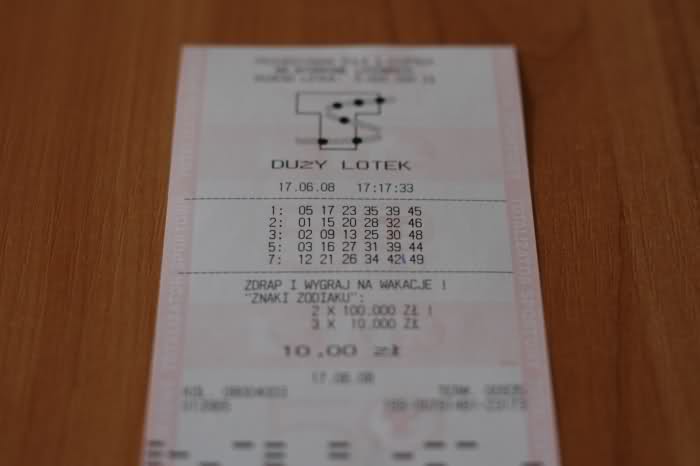 DUŻY LOTEK
17.06.08 17:17:33
1: 05 17 23 35 39 45
2: 01 15 20 28 32 46
3: 02 09 13 25 30 48
5: 03 16 27 31 39 44
7: 12 21 26 34 42 49
ZDRAP I WYGRAJ NA WAKACJE !
"ZNAKI ZODIAKU":
2 X 100.000 ZŁ !
3 X 10.000 ZŁ
10.00 zł
17.06.08
KOL.
TERM.